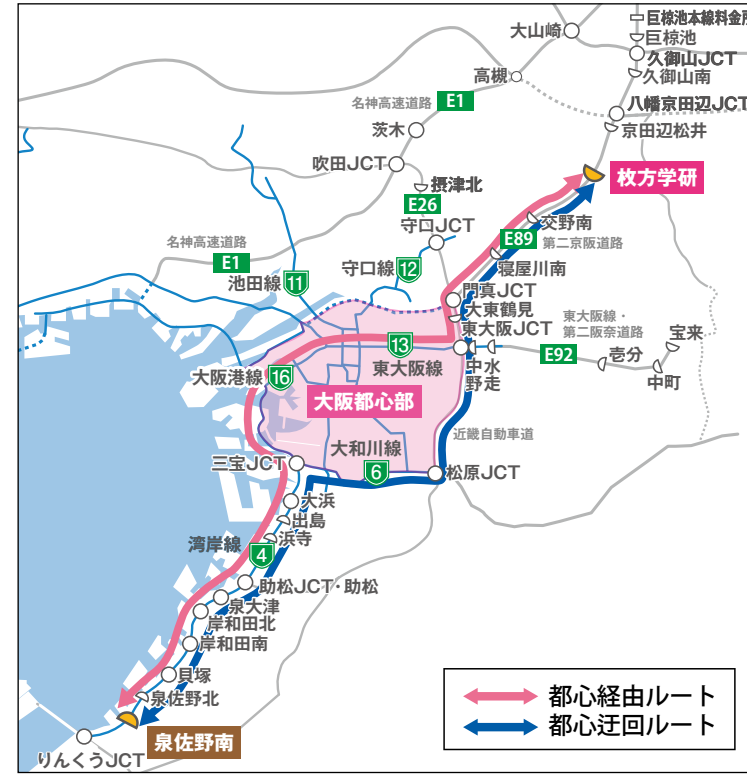 巨椋池本線料金所
大山崎
巨椋池
久御山JCT
久御山南
高槻
名神高速道路
E1
八幡京田辺JCT
茨木
京田辺松井
吹田JCT
摂津北
枚方学研
E26
守口JCT
交野南
E89
第二京阪道路
名神高速道路
E1
守口線
12
寝屋川南
池田線
11
門真JCT
大東鶴見
東大阪線・
第二阪奈道路
東大阪JCT
宝来
13
E92
壱分
大阪港線
16
東大阪線
中野
水走
中町
大阪都心部
近畿自動車道
大和川線
三宝JCT
6
松原JCT
大浜
出島
湾岸線
浜寺
4
助松JCT・助松
泉大津
岸和田北
岸和田南
貝塚
都心経由ルート
泉佐野北
都心迂回ルート
泉佐野南
りんくうJCT